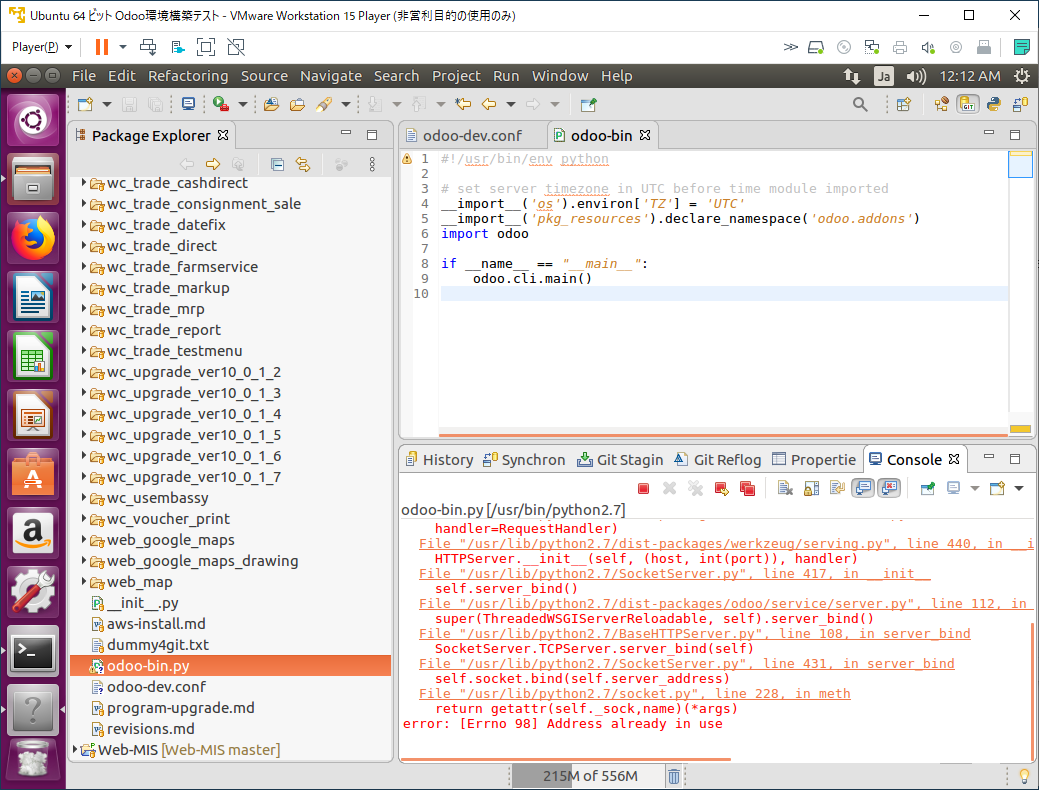 Ubuntu 64 ビット Odoo環境構築テスト - VMware Workstation 15 Player (非営利目的の使用のみ)
Player(P)
File Edit Refactoring Source Navigate Search Project Run Window Help
Ja
12:12 AM
GIT
Package Explorer
wc_trade_cashdirect
wc_trade_consignment_sale
wc_trade_datefix
wc_trade_direct
wc_trade_farmservice
wc_trade_markup
wc_trade_mrp
wc_trade_report
wc_trade_testmenu
wc_upgrade_ver10_0_1_2
wc_upgrade_ver10_0_1_3
wc_upgrade_ver10_0_1_4
wc_upgrade_ver10_0_1_5
wc_upgrade_ver10_0_1_6
wc_upgrade_ver10_0_1_7
wc_usembassy
wc_voucher_print
web_google_maps
web_google_maps_drawing
web_map
__init__.py
aws-install.md
dummy4git.txt
odoo-bin.py
odoo-dev.conf
program-upgrade.md
revisions.md
Web-MIS [Web-MIS master]
odoo-dev.conf
odoo-bin
1 #!/usr/bin/env python
2
3 # set server timezone in UTC before time module imported
4 __import__('os').environ['TZ'] = 'UTC'
5 __import__('pkg_resources').declare_namespace('odoo.addons')
6 import odoo
7
8 if __name__ == "__main__":
9     odoo.cli.main()
10
History Synchron Git Stagin Git Reflog Propertie Console
odoo-bin.py [/usr/bin/python2.7]
handler=RequestHandler)
File "/usr/lib/python2.7/dist-packages/werkzeug/serving.py", line 440, in __i
HTTPServer.__init__(self, (host, int(port)), handler)
File "/usr/lib/python2.7/SocketServer.py", line 417, in __init__
self.server_bind()
File "/usr/lib/python2.7/dist-packages/odoo/service/server.py", line 112, in
super(ThreadedWSGIServerReloadable, self).server_bind()
File "/usr/lib/python2.7/BaseHTTPServer.py", line 108, in server_bind
SocketServer.TCPServer.server_bind(self)
File "/usr/lib/python2.7/SocketServer.py", line 431, in server_bind
self.socket.bind(self.server_address)
File "/usr/lib/python2.7/socket.py", line 228, in meth
return getattr(self._sock,name)(*args)
error: [Errno 98] Address already in use
215M of 556M